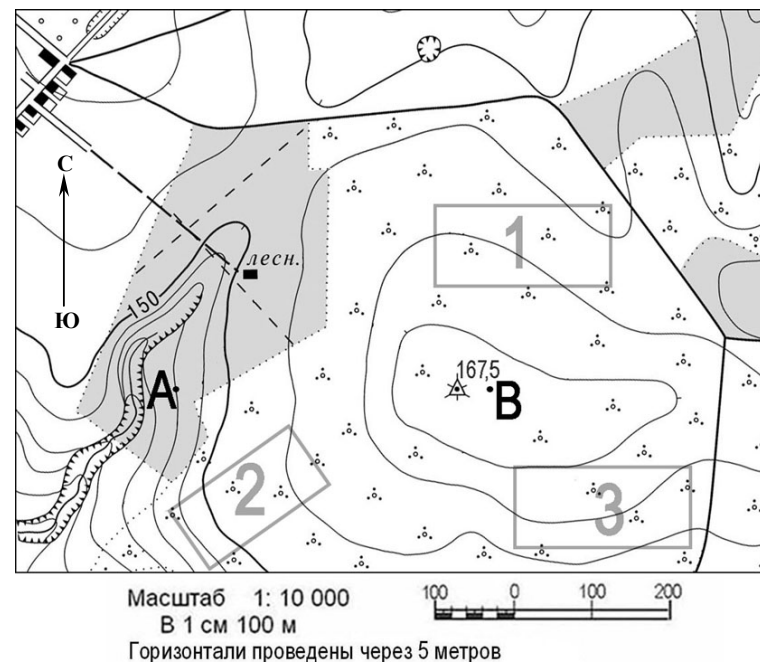 С
1
лесн.
150
Ю
167,5
А
В
2
3
Масштаб 1: 10 000
В 1 см 100 м
100 0 100 200
Горизонтали проведены через 5 метров